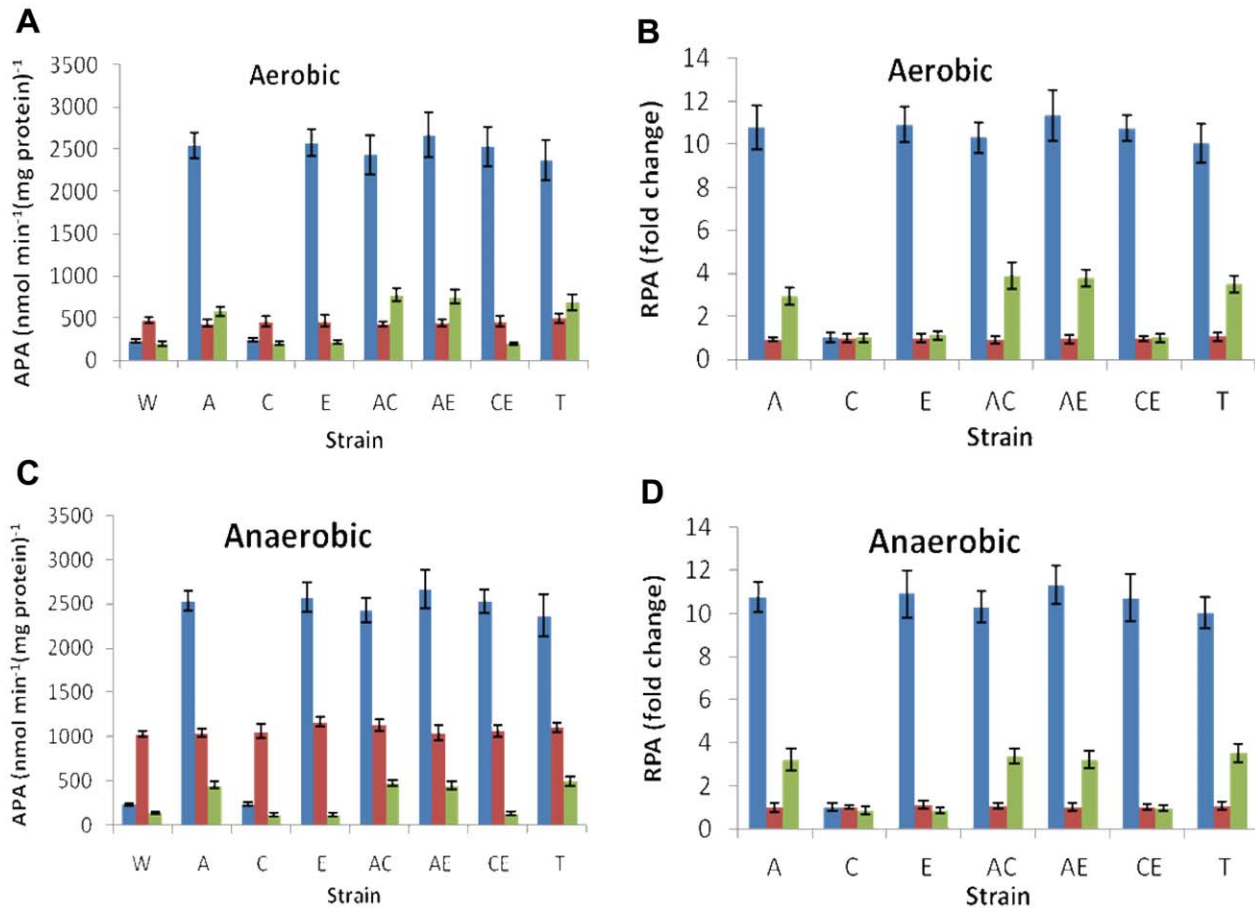 A
Aerobic
APA (nmol min⁻¹(mg protein)⁻¹
3500
3000
2500
2000
1500
1000
500
0
W A C E AC AE CE T
Strain
B
Aerobic
RPA (fold change)
14
12
10
8
6
4
2
0
Λ C E ΛC ΛE CE T
Strain
C
Anaerobic
APA (nmol min⁻¹(mg protein)⁻¹
3500
3000
2500
2000
1500
1000
500
0
W A C E AC AE CE T
Strain
D
Anaerobic
RPA (fold change)
14
12
10
8
6
4
2
0
A C E AC AE CE T
Strain